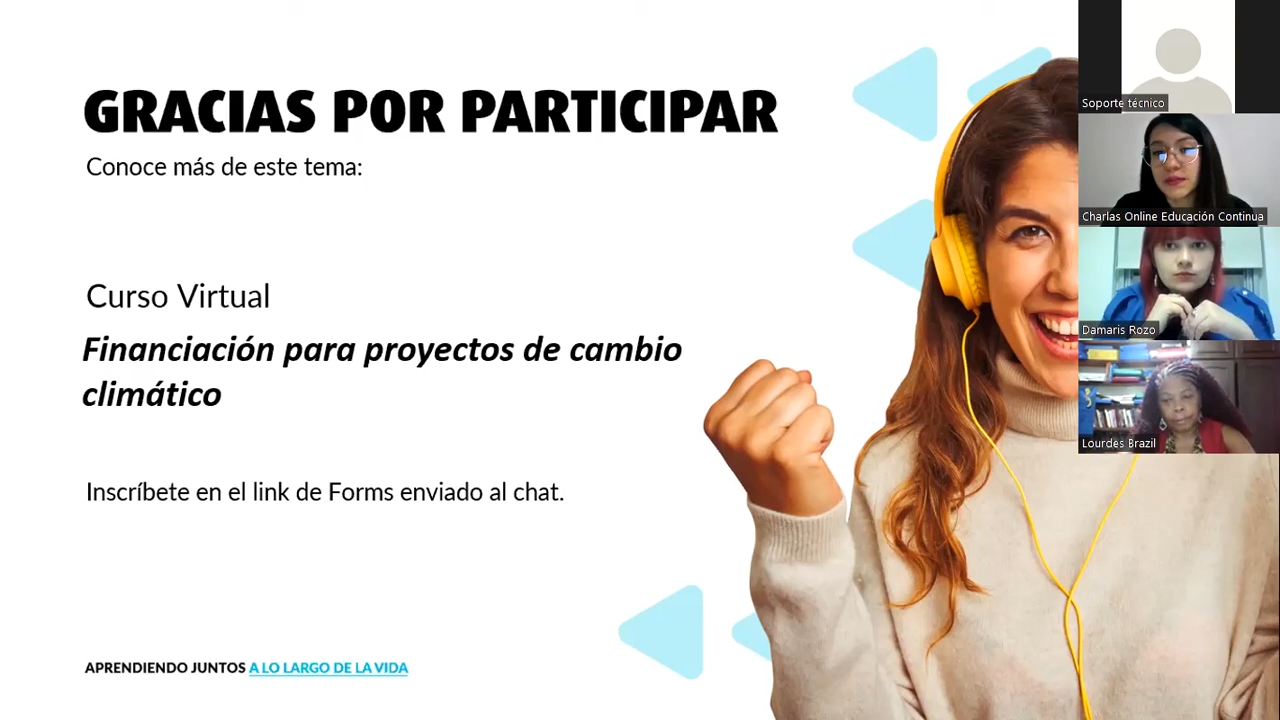 GRACIAS POR PARTICIPAR
Conoce más de este tema:
Curso Virtual
Financiación para proyectos de cambio
climático
Inscríbete en el link de Forms enviado al chat.
APRENDIENDO JUNTOS A LO LARGO DE LA VIDA
Soporte técnico
Charlas Online Educación Continua
Damaris Rozo
Lourdes Brazil